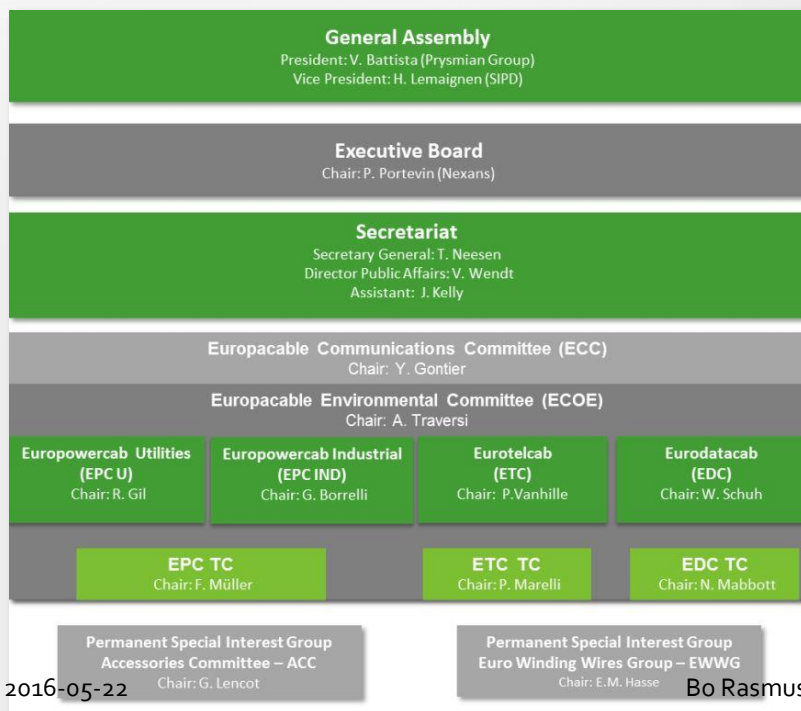 General Assembly
President: V. Battista (Prysmian Group)
Vice President: H. Lemaignen (SIPD)
Executive Board
Chair: P. Portevin (Nexans)
Secretariat
Secretary General: T. Neesen
Director Public Affairs: V. Wendt
Assistant: J. Kelly
Europacable Communications Committee (ECC)
Chair: Y. Gontier
Europacable Environmental Committee (ECOE)
Chair: A. Traversi
Europowercab Utilities
(EPC U)
Chair: R. Gil
Europowercab Industrial
(EPC IND)
Chair: G. Borrelli
Eurotelcab
(ETC)
Chair: P.Vanhille
Eurodatacab
(EDC)
Chair: W. Schuh
EPC TC
Chair: F. Müller
ETC TC
Chair: P. Marelli
EDC TC
Chair: N. Mabbott
Permanent Special Interest Group
Accessories Committee – ACC
Chair: G. Lencot
Permanent Special Interest Group
Euro Winding Wires Group – EWWG
Chair: E.M. Hasse
2016-05-22
Bo Rasmus